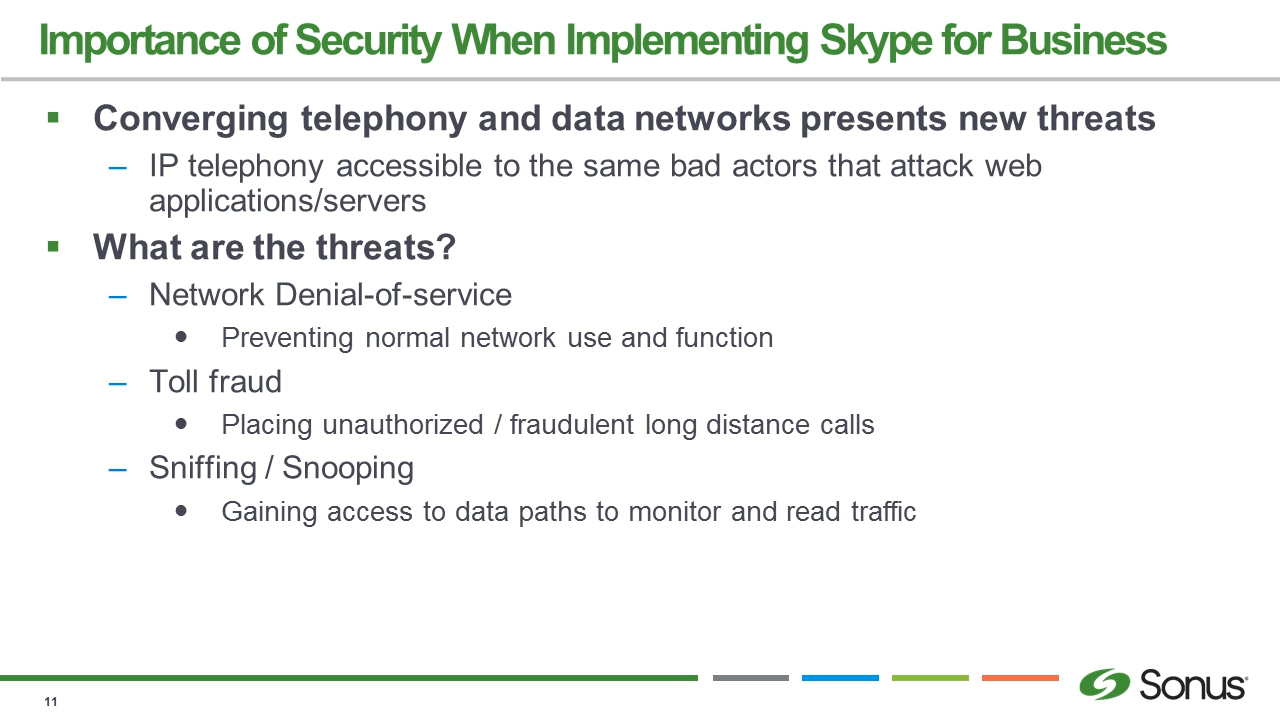 Importance of Security When Implementing Skype for Business
▪ Converging telephony and data networks presents new threats
– IP telephony accessible to the same bad actors that attack web
applications/servers
▪ What are the threats?
– Network Denial-of-service
• Preventing normal network use and function
– Toll fraud
• Placing unauthorized / fraudulent long distance calls
– Sniffing / Snooping
• Gaining access to data paths to monitor and read traffic
11
Sonus